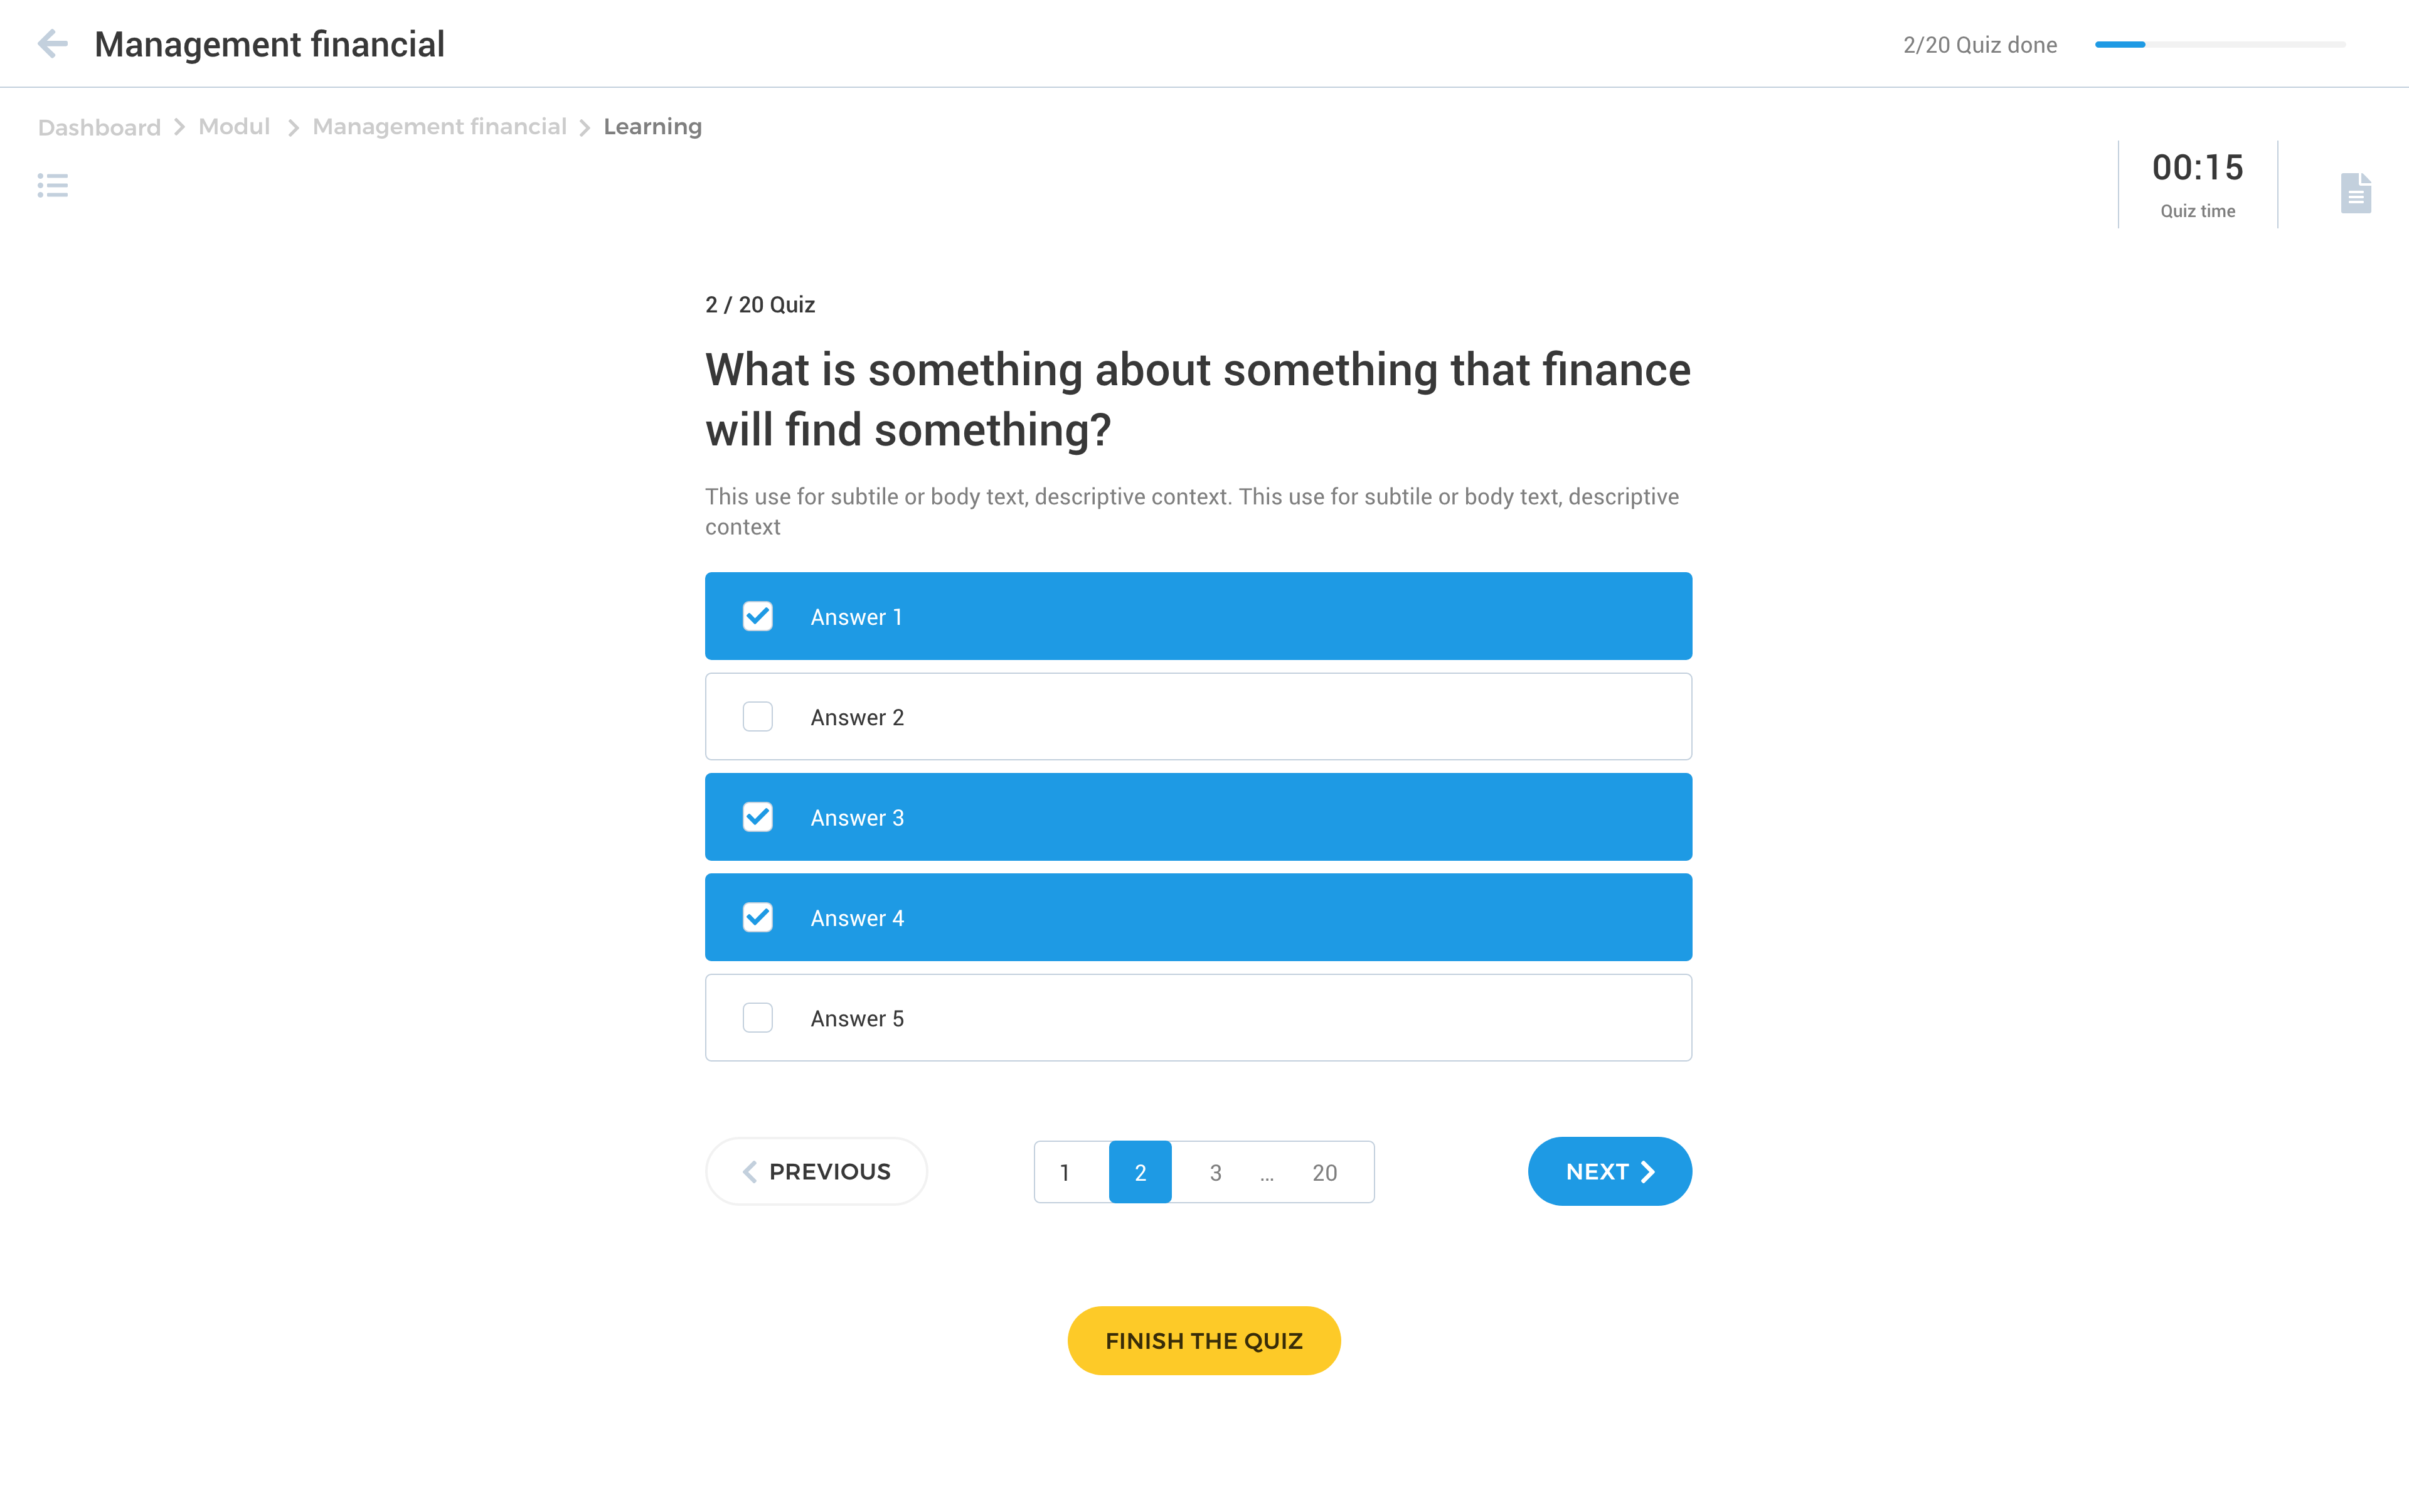 Management financial
2/20 Quiz done
Dashboard > Modul > Management financial > Learning
00:15
Quiz time
2 / 20 Quiz
What is something about something that finance
will find something?
This use for subtile or body text, descriptive context. This use for subtile or body text, descriptive
context
Answer 1
Answer 2
Answer 3
Answer 4
Answer 5
PREVIOUS
1 2 3 ... 20
NEXT
FINISH THE QUIZ